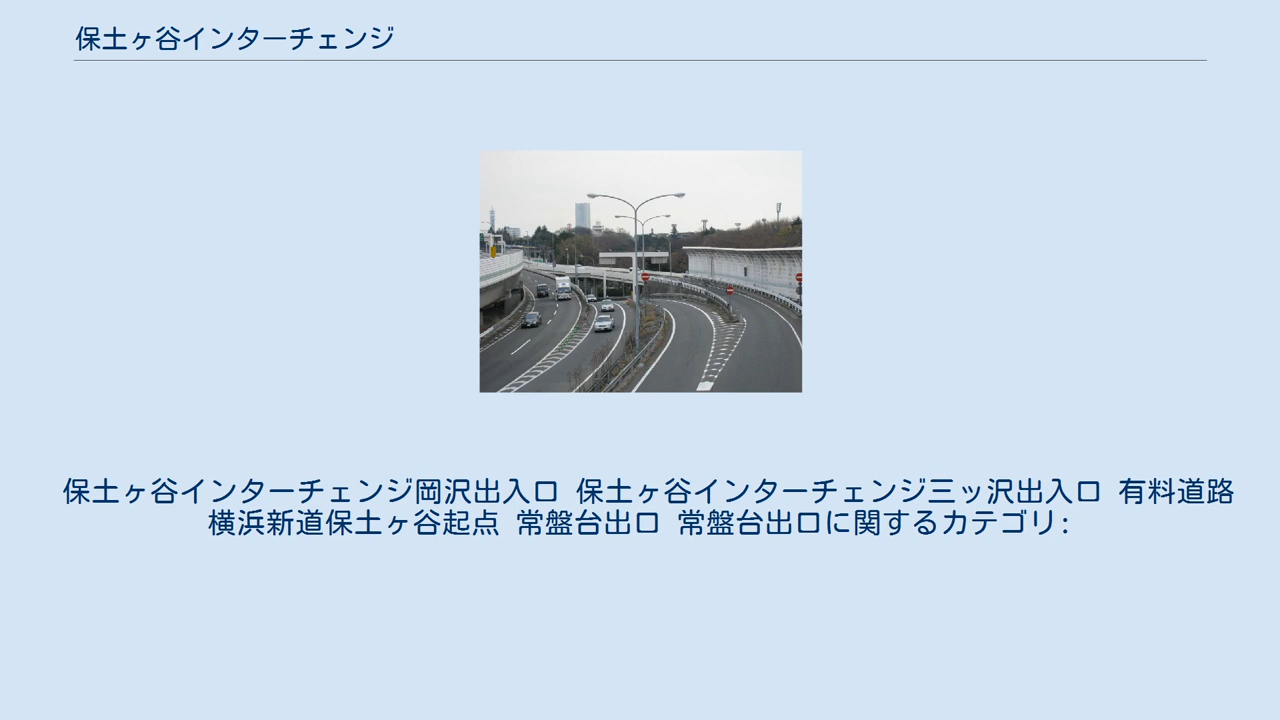 保土ヶ谷インターチェンジ
保土ヶ谷インターチェンジ岡沢出入口 保土ヶ谷インターチェンジ三ッ沢出入口 有料道路
横浜新道保土ヶ谷起点 常盤台出口 常盤台出口に関するカテゴリ: